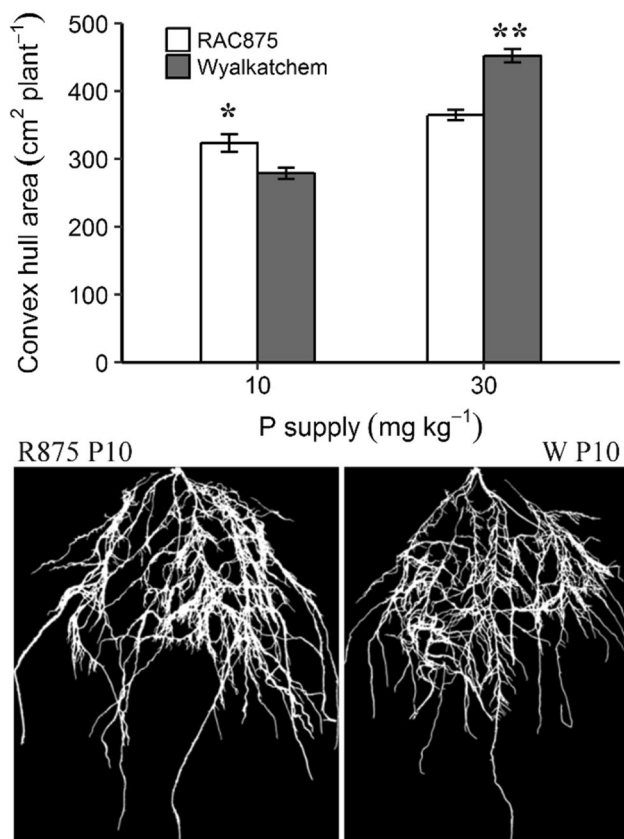 500
RAC875
Wyalkatchem
**
400
*
300
200
100
0
Convex hull area (cm² plant⁻¹)
10 30
P supply (mg kg⁻¹)
R875 P10 W P10